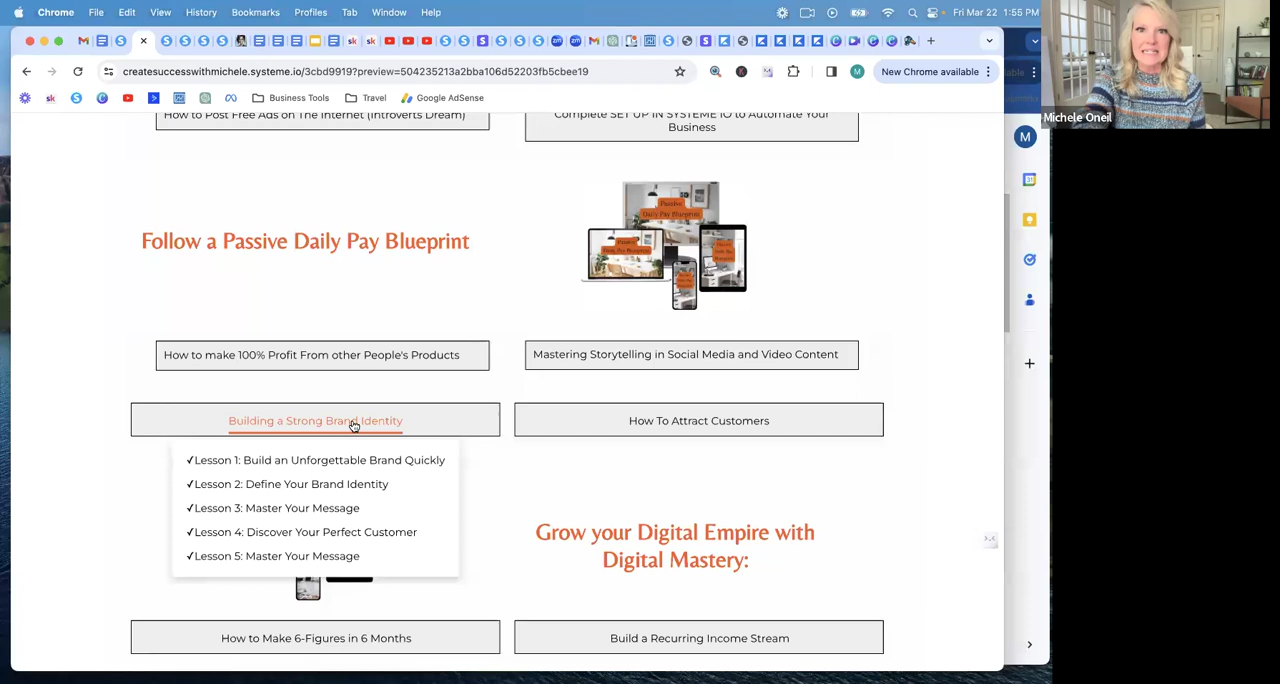 Chrome File Edit View History Bookmarks Profiles Tab Window Help
Fri Mar 22 1:55 PM
createsuccesswithmichele.systeme.io/3cbd9919?preview=504235213a2bba106d52203fb5cbee19
M
New Chrome available
Business Tools
Travel
Google AdSense
Michele Oneil
M
How to Post Free Ads on The Internet (Introverts Dream)
Complete SET UP IN SYSTEME IO to Automate Your
Business
Follow a Passive Daily Pay Blueprint
Passive
Daily Pay Blueprint
How to make 100% Profit From other People's Products
Mastering Storytelling in Social Media and Video Content
Building a Strong Brand Identity
How To Attract Customers
✓Lesson 1: Build an Unforgettable Brand Quickly
✓Lesson 2: Define Your Brand Identity
✓Lesson 3: Master Your Message
✓Lesson 4: Discover Your Perfect Customer
✓Lesson 5: Master Your Message
Grow your Digital Empire with
Digital Mastery:
How to Make 6-Figures in 6 Months
Build a Recurring Income Stream